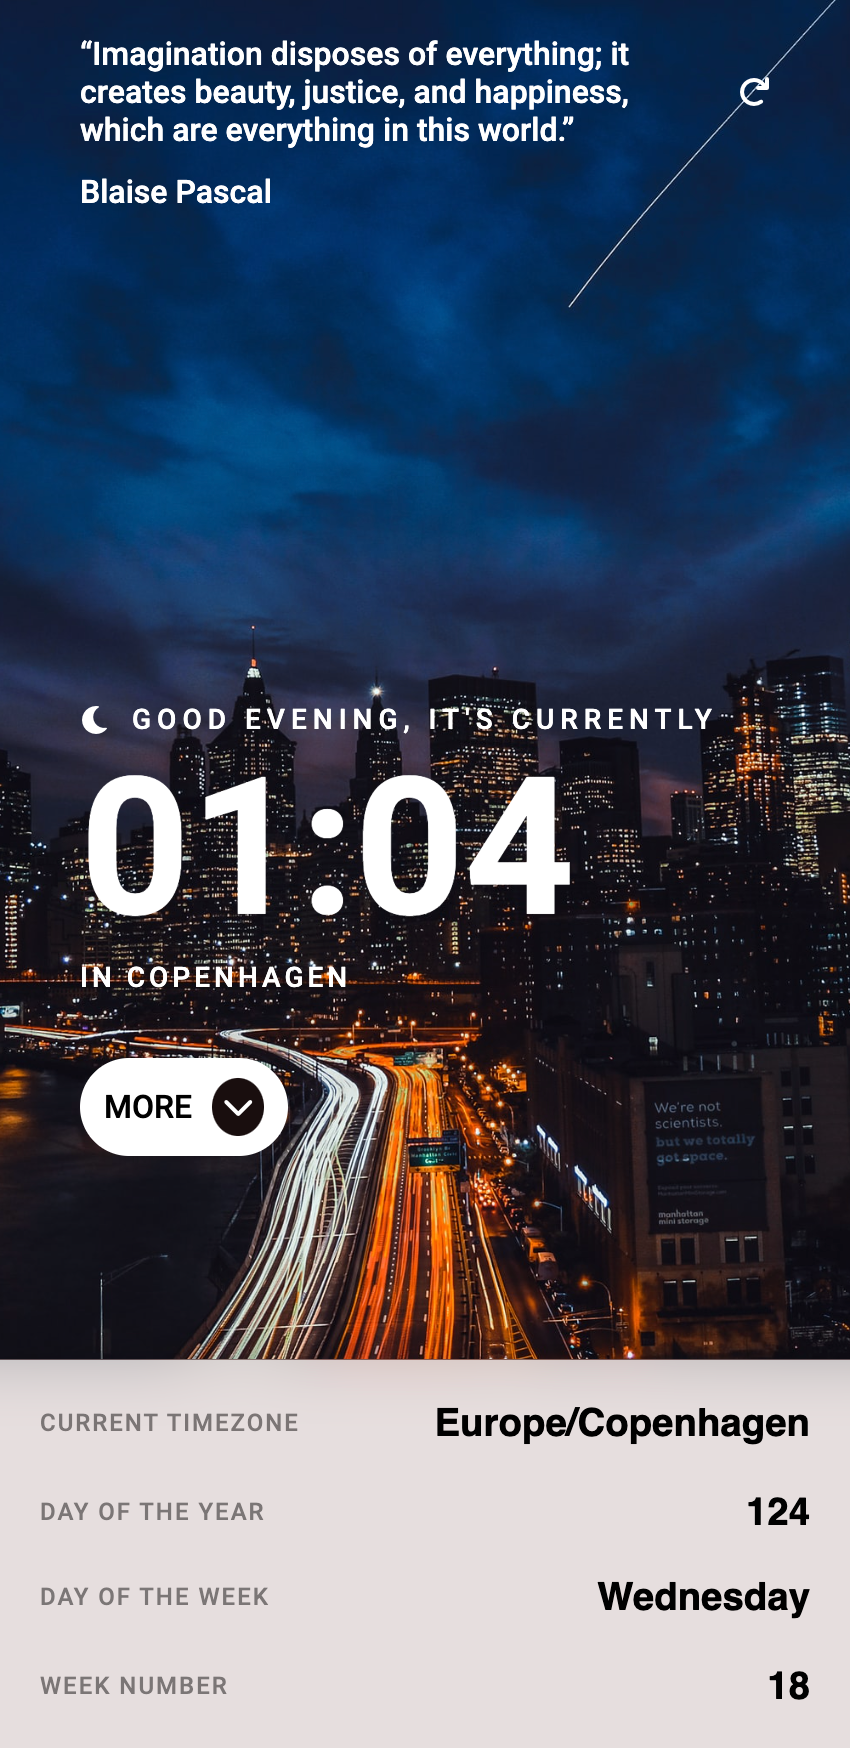 “Imagination disposes of everything; it
creates beauty, justice, and happiness,
which are everything in this world.”
Blaise Pascal
GOOD EVENING, IT'S CURRENTLY
01:04
IN COPENHAGEN
MORE
We're not
scientists.
but we totally
got space.
manhattan
mini storage
CURRENT TIMEZONE
Europe/Copenhagen
DAY OF THE YEAR
124
DAY OF THE WEEK
Wednesday
WEEK NUMBER
18